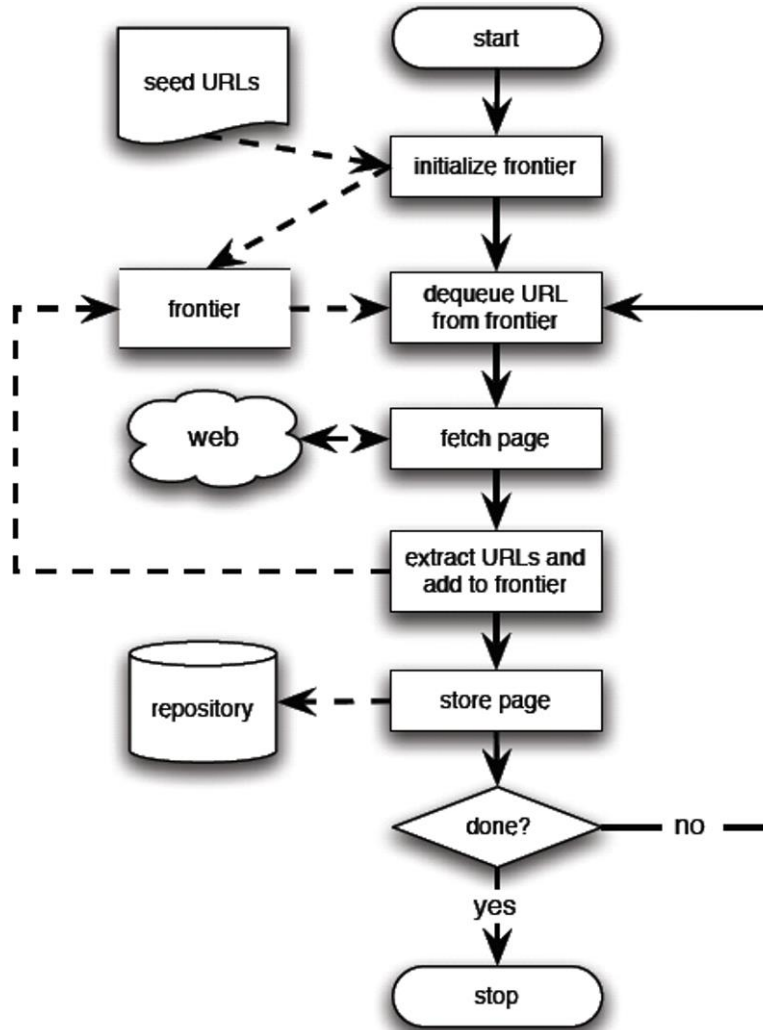 start
seed URLs
initialize frontier
frontier
dequeue URL
from frontier
web
fetch page
extract URLs and
add to frontier
repository
store page
done?
no
yes
stop